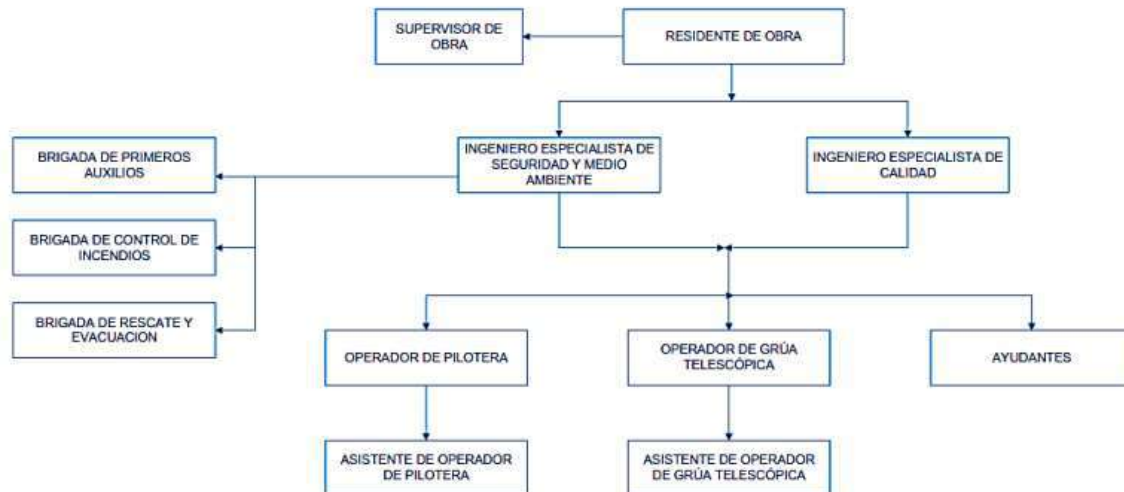 SUPERVISOR DE
OBRA
RESIDENTE DE OBRA
BRIGADA DE PRIMEROS
AUXILIOS
INGENIERO ESPECIALISTA DE
SEGURIDAD Y MEDIO
AMBIENTE
INGENIERO ESPECIALISTA DE
CALIDAD
BRIGADA DE CONTROL DE
INCENDIOS
BRIGADA DE RESCATE Y
EVACUACION
OPERADOR DE PILOTERA
OPERADOR DE GRÚA
TELESCÓPICA
AYUDANTES
ASISTENTE DE OPERADOR
DE PILOTERA
ASISTENTE DE OPERADOR
DE GRÚA TELESCÓPICA